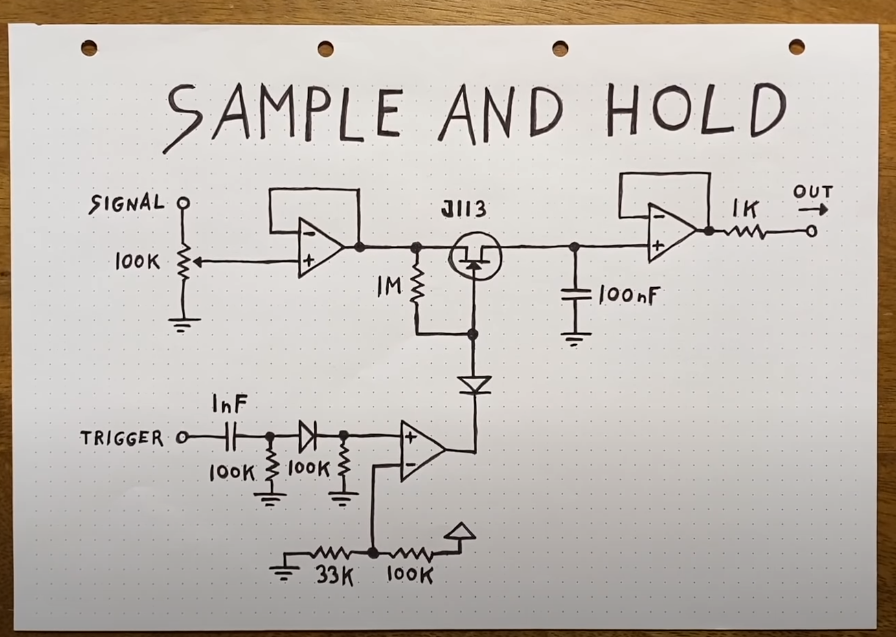 SAMPLE AND HOLD
SIGNAL
100K
-
+
J113
1M
-
+
1K
OUT
100nF
1nF
TRIGGER
100K
100K
+
-
33K
100K